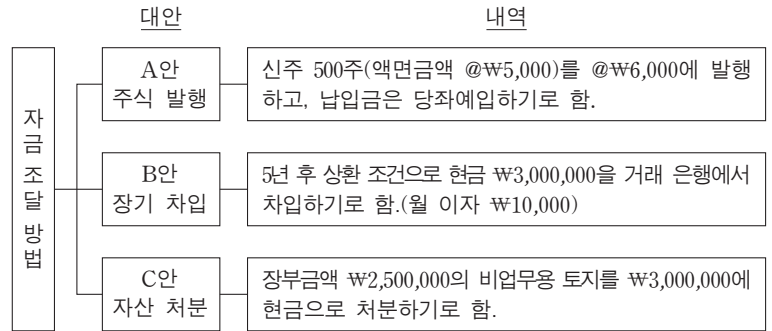 대안
내역
자금 조달 방법
A안
주식 발행
신주 500주(액면금액 @₩5,000)를 @₩6,000에 발행
하고, 납입금은 당좌예입하기로 함.
B안
장기 차입
5년 후 상환 조건으로 현금 ₩3,000,000을 거래 은행에서
차입하기로 함.(월 이자 ₩10,000)
C안
자산 처분
장부금액 ₩2,500,000의 비업무용 토지를 ₩3,000,000에
현금으로 처분하기로 함.